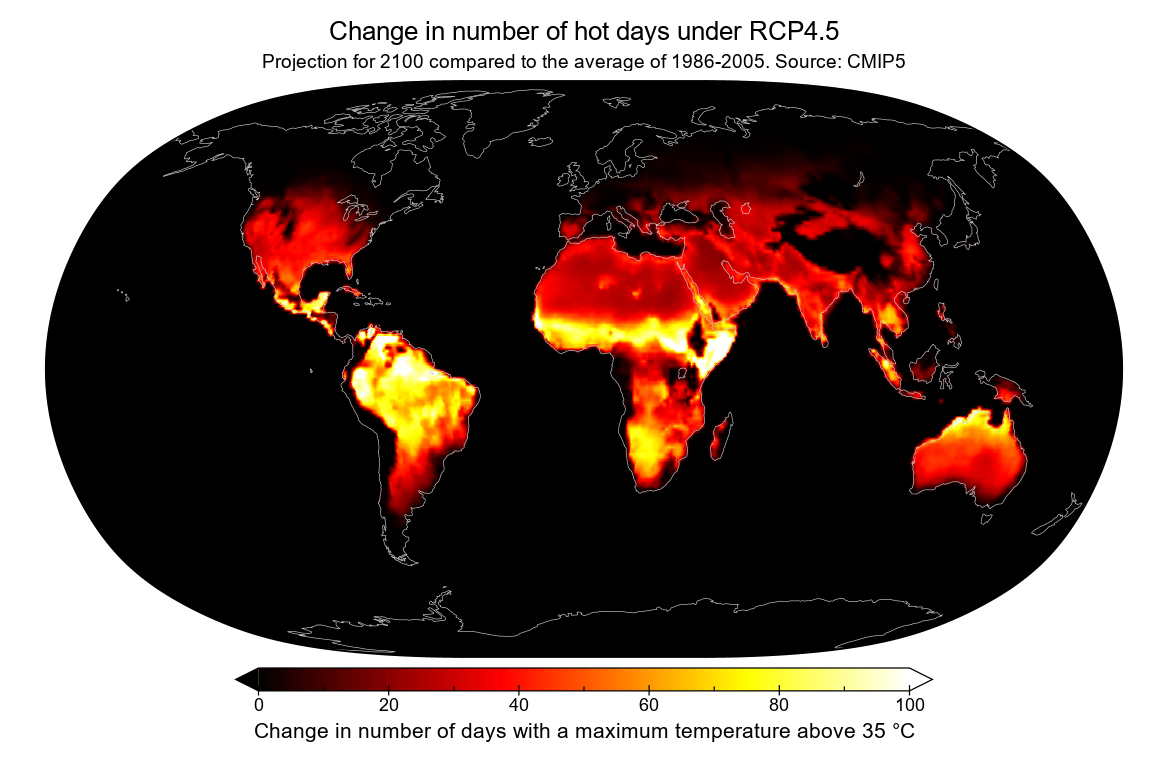 Change in number of hot days under RCP4.5
Projection for 2100 compared to the average of 1986-2005. Source: CMIP5
0 20 40 60 80 100
Change in number of days with a maximum temperature above 35 °C